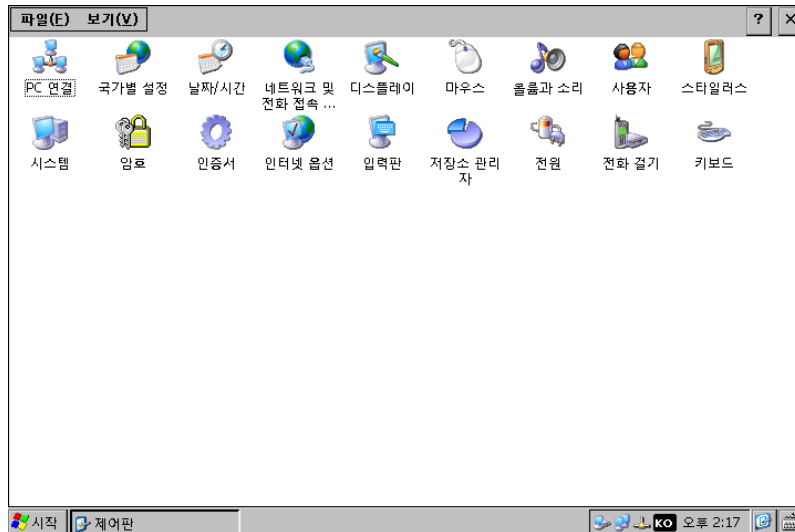 파일(F) 보기(V) ? ×
PC 연결 국가별 설정 날짜/시간 네트워크 및 디스플레이 마우스 올륨과 소리 사용자 스타일러스
전화 접속 ...
시스템 암호 인증서 인터넷 옵션 입력판 저장소 관리 전원 전화 걸기 키보드
자
시작 제어판 KO 오후 2:17